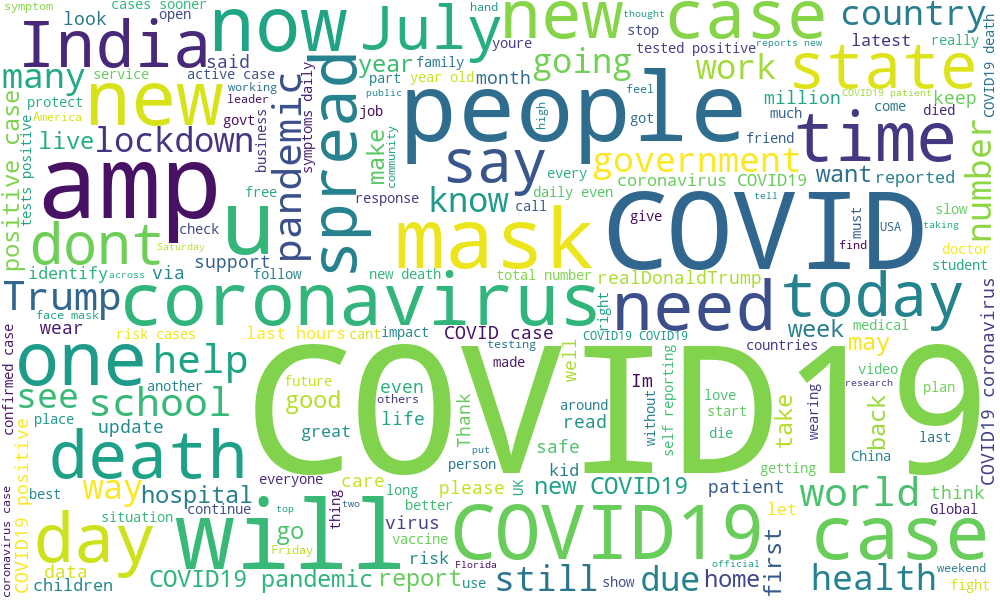 symptom
cases sooner
open
look
India
said
now
July
youre
hand
thought
stop
new
tested positive
reports new
case
country
latest
really
COVID19 death
many
service
active case
working
leader
protect
America
govt
new
business
symptoms daily
pandemic
spread
year
family
part
year old
month
public
job
make
community
people
going
feel
high
got
work
million
much
friend
state
COVID19 patient
come
keep
died
time
number
positive case
tests positive
live
lockdown
free
response
every
say
government
coronavirus COVID19
want
reported
amp
check
u
know
daily even
call
tell
give
COVID
must
find
USA
slow
taking
doctor
student
dont
Saturday
support
mask
identify
across
via
follow
new death
total number
realDonaldTrump
Trump
coronavirus
need
today
face mask
wear
risk cases
last hours
cant
impact
COVID case
testing
right
COVID19 COVID19
week
medical
countries
may
confirmed case
one
help
another
made
well
COVID19
video
research
COVID19 coronavirus
see
school
future
good
even
others
life
Im
without
self reporting
love
start
die
take
wearing
back
plan
place
update
great
Thank
around
read
last
death
put
person
safe
kid
getting
China
COVID19 positive
everyone
care
long
please
UK
new COVID19
patient
let
world
think
best
way
hospital
continue
situation
thing
top
two
better
Global
coronavirus case
day
will
go
Friday
virus
vaccine
COVID19
first
case
data
risk
Florida
official
weekend
children
COVID19 pandemic
report
use
still
show
due
home
health
fight